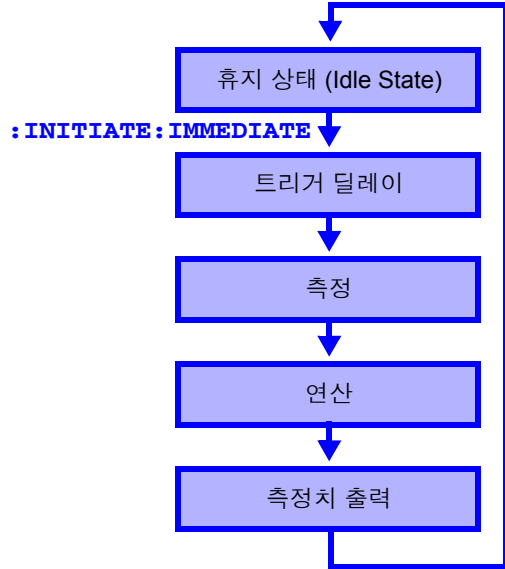 휴지 상태 (Idle State)
:INITIATE:IMMEDIATE
트리거 딜레이
측정
연산
측정치 출력